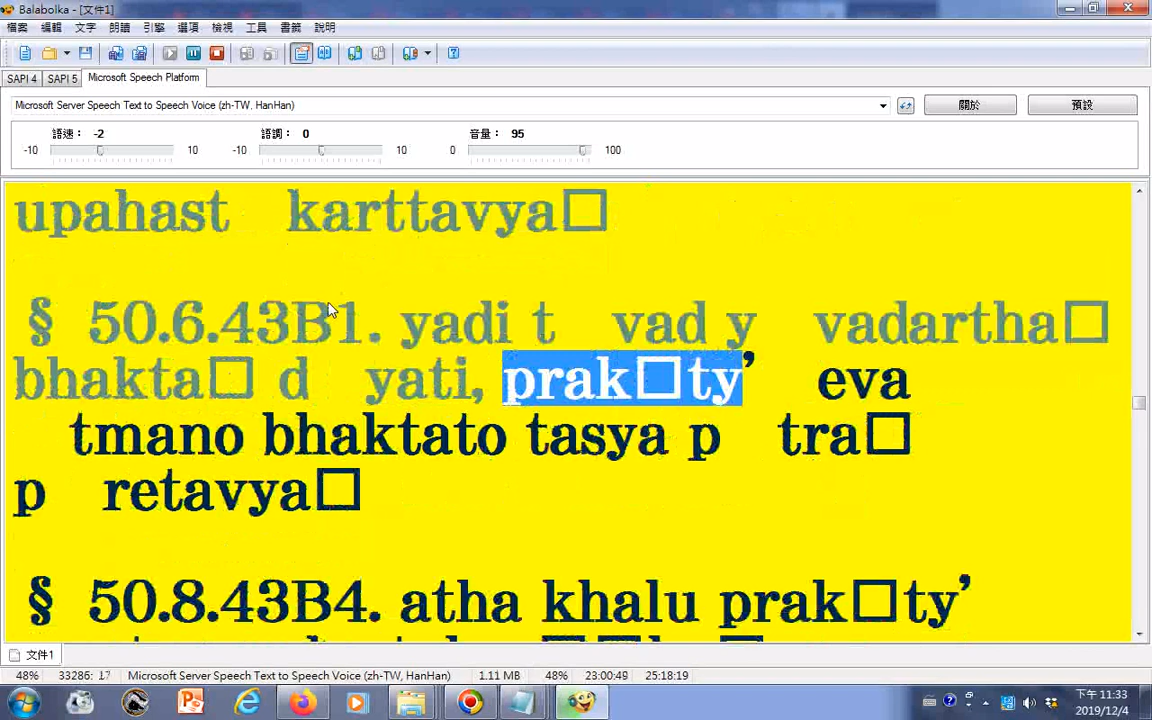 Balabolka - [文件1]
檔案 編輯 文字 朗讀 引擎 選項 檢視 工具 書籤 說明
SAPI 4 SAPI 5 Microsoft Speech Platform
Microsoft Server Speech Text to Speech Voice (zh-TW, HanHan) 關於 預設
語速： -2 語調： 0 音量： 95
-10 10 -10 10 0 100
upahast karttavya□
§ 50.6.43B1. yadi t vad y vadartha□
bhakta□ d yati, prak□ty’ eva
tmano bhaktato tasya p tra□
p retavya□
§ 50.8.43B4. atha khalu prak□ty’
文件1
48% 33286: 17 Microsoft Server Speech Text to Speech Voice (zh-TW, HanHan) 1.11 MB 48% 23:00:49 25:18:19
下午 11:33
2019/12/4